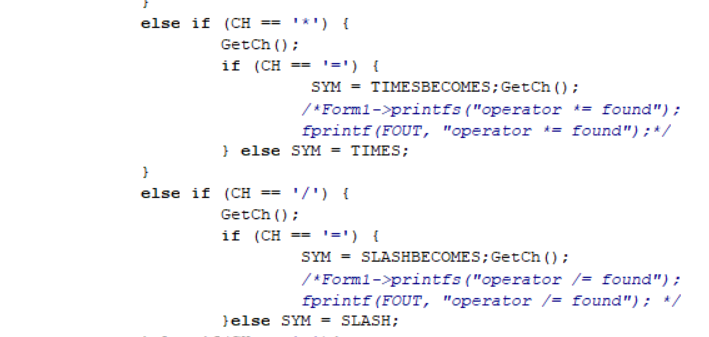 }
else if (CH == '*') {
GetCh();
if (CH == '=') {
SYM = TIMESBECOMES;GetCh();
/*Form1->printfs("operator *= found");
fprintf(FOUT, "operator *= found");*/
} else SYM = TIMES;
}
else if (CH == '/') {
GetCh();
if (CH == '=') {
SYM = SLASHBECOMES;GetCh();
/*Form1->printfs("operator /= found");
fprintf(FOUT, "operator /= found"); */
}else SYM = SLASH;